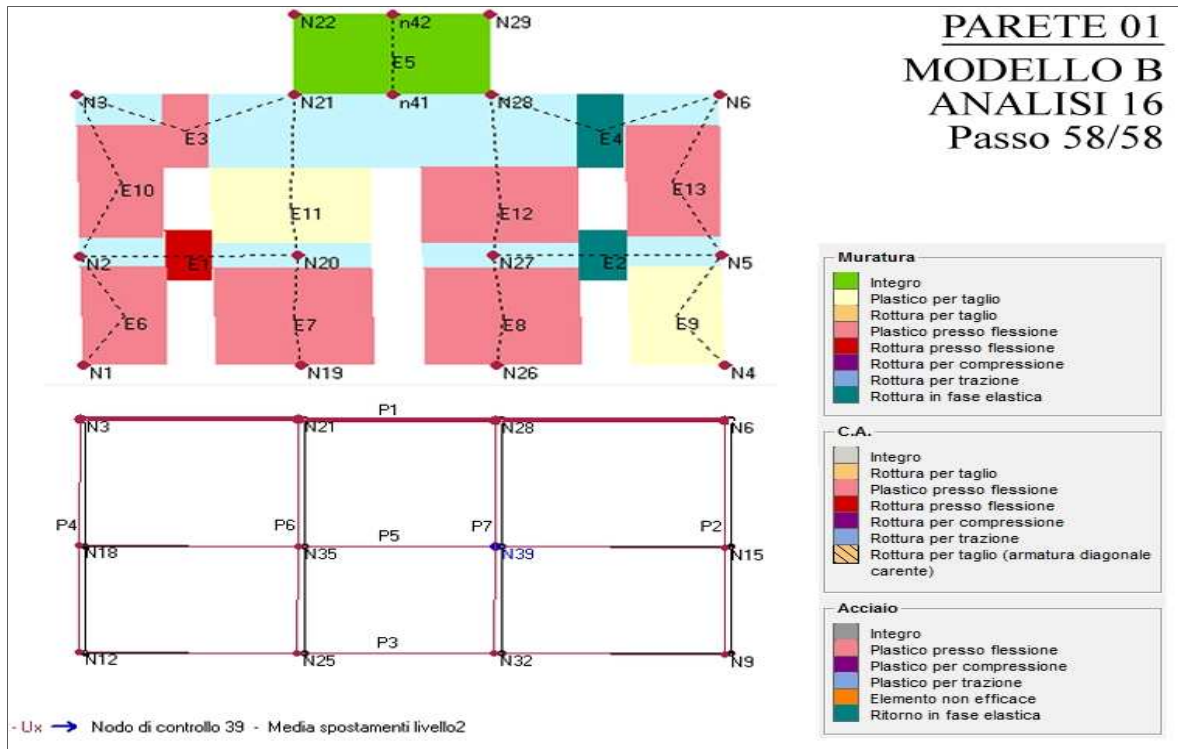 PARETE 01
MODELLO B
ANALISI 16
Passo 58/58
N22 n42 N29
E5
N3 N21 n41 N28 N6
E3 E4
E10 E13
E11 E12
N2 E1 N20 N27 E2 N5
E6 E7 E8 E9
N1 N19 N26 N4
P1
N3 N21 N28 N6
P4 P6 P5 P7 P2
N18 N35 N39 N15
P3
N12 N25 N32 N9
- Ux Nodo di controllo 39 - Media spostamenti livello2
Muratura
Integro
Plastico per taglio
Rottura per taglio
Plastico presso flessione
Rottura presso flessione
Rottura per compressione
Rottura per trazione
Rottura in fase elastica
C.A.
Integro
Rottura per taglio
Plastico presso flessione
Rottura presso flessione
Rottura per compressione
Rottura per trazione
Rottura per taglio (armatura diagonale
carente)
Acciaio
Integro
Plastico presso flessione
Plastico per compressione
Plastico per trazione
Elemento non efficace
Ritorno in fase elastica